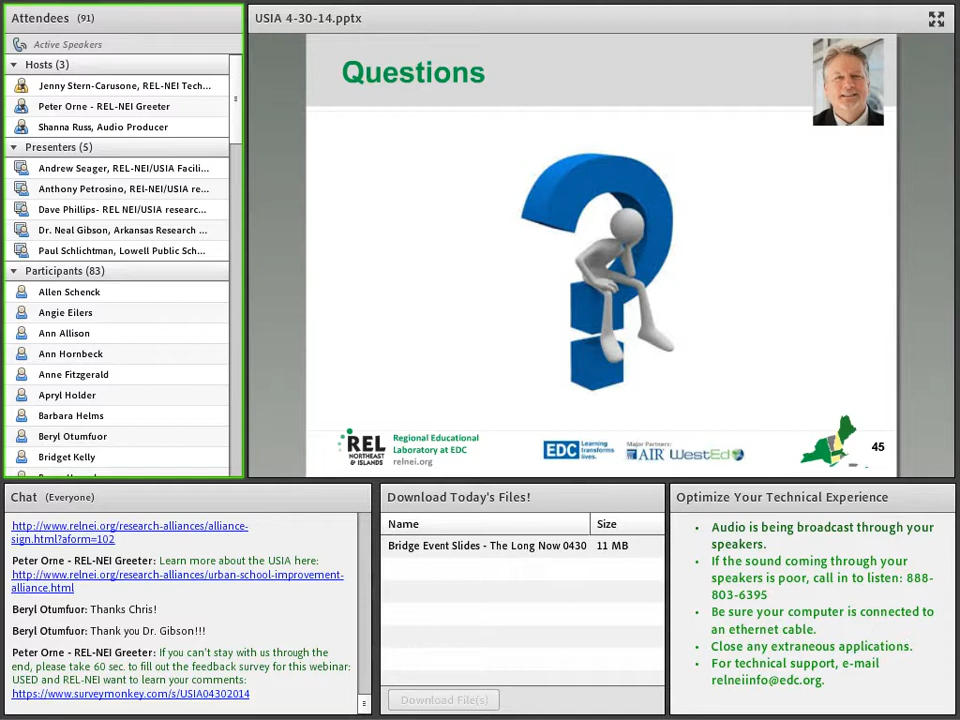 Attendees (91)
Active Speakers
Hosts (3)
Jenny Stern-Carusone, REL-NEI Tech...
Peter Orne - REL-NEI Greeter
Shanna Russ, Audio Producer
Presenters (5)
Andrew Seager, REL-NEI/USIA Facili...
Anthony Petrosino, REl-NEI/USIA re...
Dave Phillips- REL NEI/USIA researc...
Dr. Neal Gibson, Arkansas Research ...
Paul Schlichtman, Lowell Public Sch...
Participants (83)
Allen Schenck
Angie Eilers
Ann Allison
Ann Hornbeck
Anne Fitzgerald
Apryl Holder
Barbara Helms
Beryl Otumfuor
Bridget Kelly
USIA 4-30-14.pptx
Questions
REL
NORTHEAST
& ISLANDS
Regional Educational
Laboratory at EDC
relnei.org
EDC Learning
transforms
lives.
Major Partners:
AIR WestEd
45
Chat (Everyone)
http://www.relnei.org/research-alliances/alliance-
sign.html?aform=102
Peter Orne - REL-NEI Greeter: Learn more about the USIA here:
http://www.relnei.org/research-alliances/urban-school-improvement-
alliance.html
Beryl Otumfuor: Thanks Chris!
Beryl Otumfuor: Thank you Dr. Gibson!!!
Peter Orne - REL-NEI Greeter: If you can't stay with us through the
end, please take 60 sec. to fill out the feedback survey for this webinar:
USED and REL-NEI want to learn your comments:
https://www.surveymonkey.com/s/USIA04302014
Download Today's Files!
Name Size
Bridge Event Slides - The Long Now 0430 11 MB
Download File(s)
Optimize Your Technical Experience
• Audio is being broadcast through your
speakers.
• If the sound coming through your
speakers is poor, call in to listen: 888-
803-6395
• Be sure your computer is connected to
an ethernet cable.
• Close any extraneous applications.
• For technical support, e-mail
relneiinfo@edc.org.